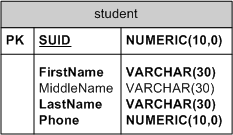 student
PK SUID NUMERIC(10,0)
FirstName VARCHAR(30)
MiddleName VARCHAR(30)
LastName VARCHAR(30)
Phone NUMERIC(10,0)